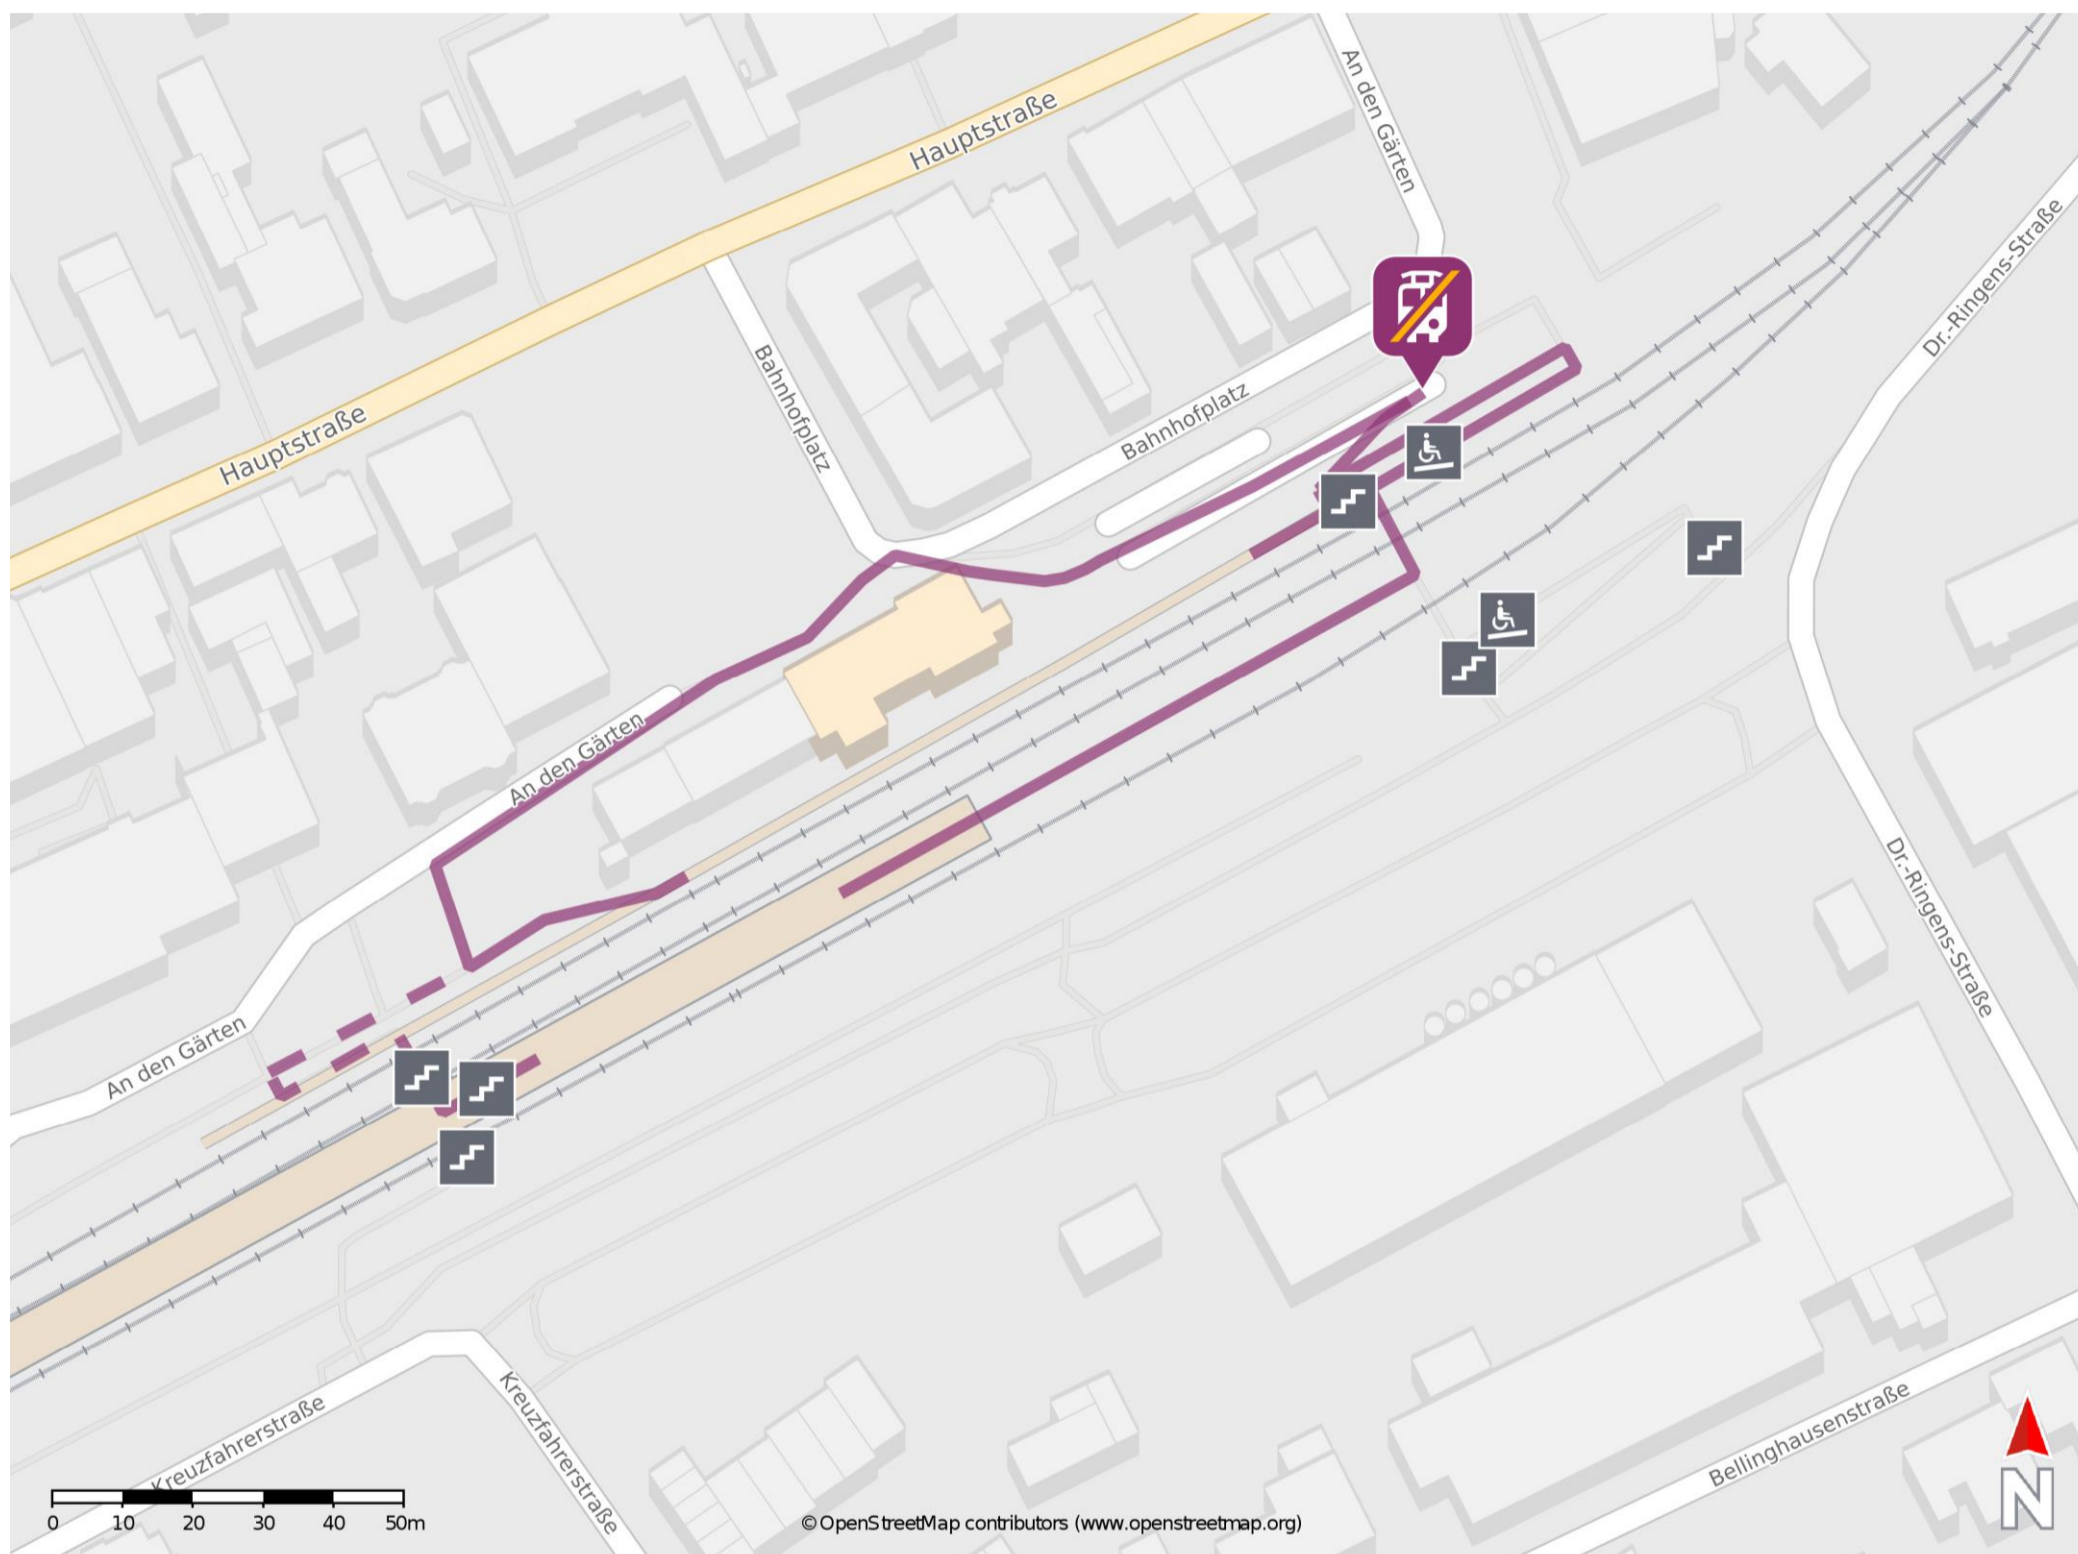 An den Gärten
Hauptstraße
Dr.-Ringens-Straße
Bahnhofplatz
Bahnhofplatz
Hauptstraße
An den Gärten
Dr.-Ringens-Straße
An den Gärten
Kreuzfahrerstraße
Kreuzfahrerstraße
Bellinghausenstraße
0 10 20 30 40 50m
©OpenStreetMap contributors (www.openstreetmap.org)
N